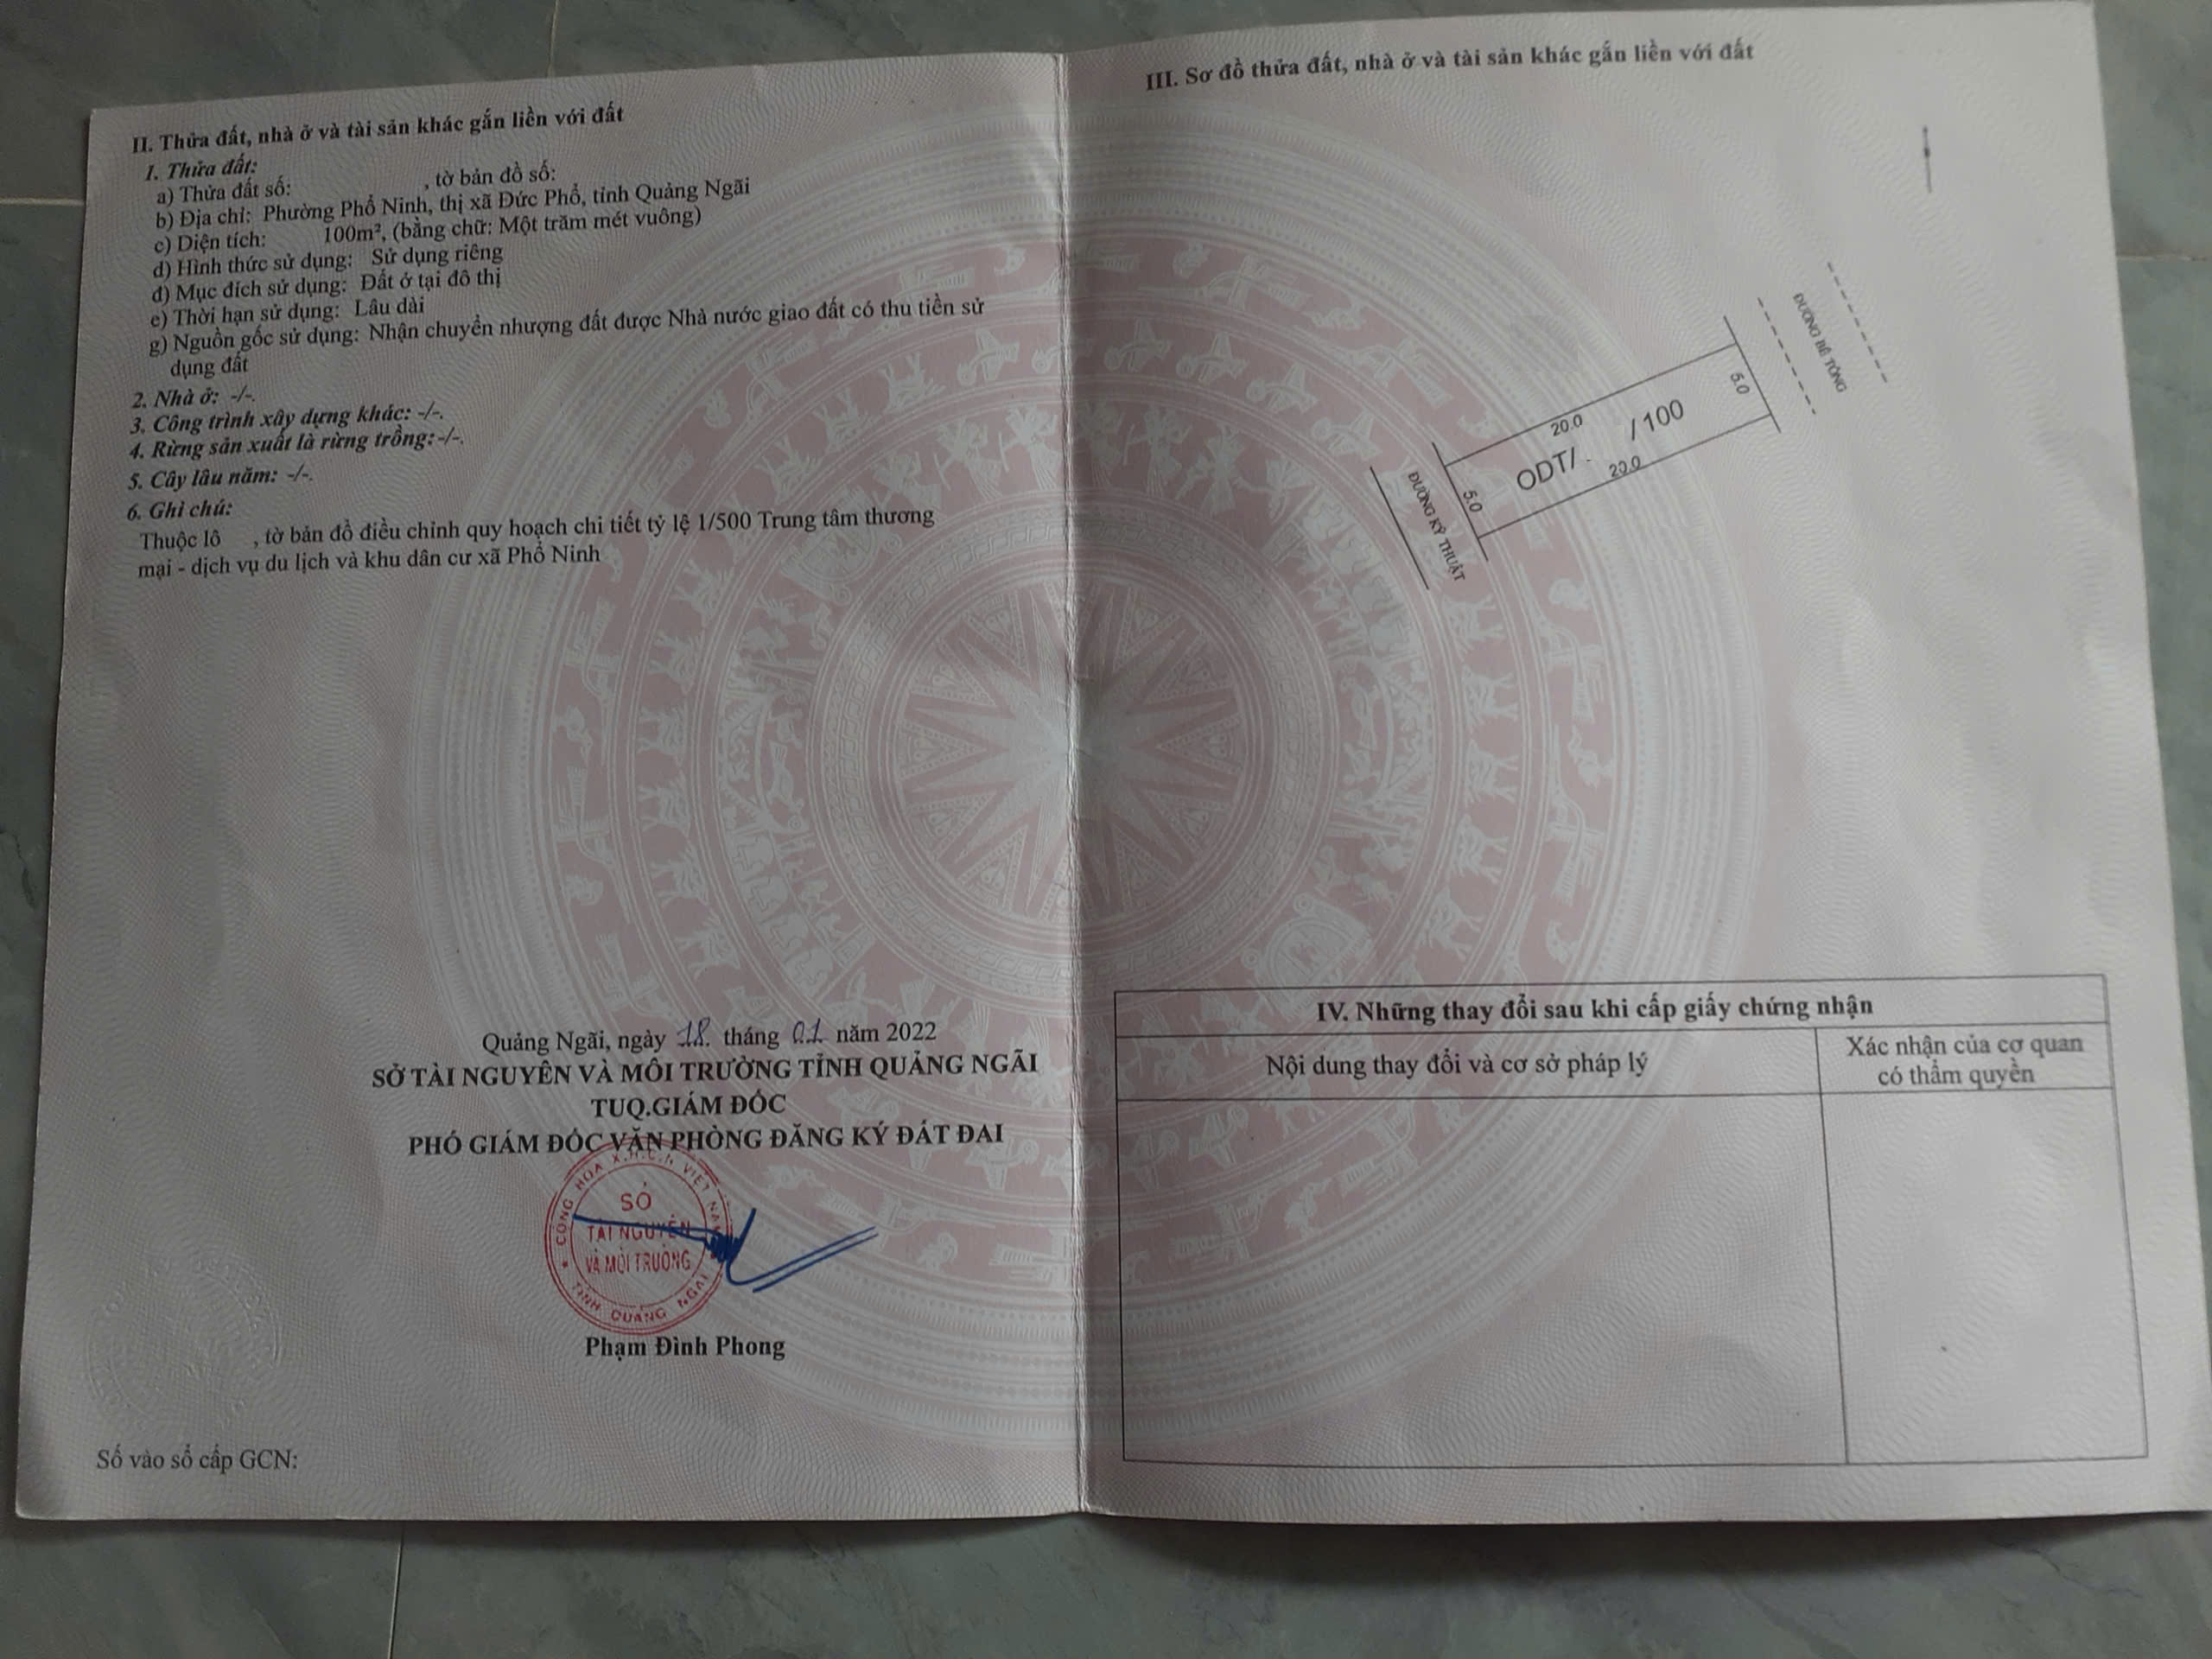 II. Thửa đất, nhà ở và tài sản khác gắn liền với đất
1. Thửa đất:
a) Thửa đất số: , tờ bản đồ số:
b) Địa chỉ: Phường Phổ Ninh, thị xã Đức Phổ, tỉnh Quảng Ngãi
c) Diện tích: 100m², (bằng chữ: Một trăm mét vuông)
d) Hình thức sử dụng: Sử dụng riêng
đ) Mục đích sử dụng: Đất ở tại đô thị
e) Thời hạn sử dụng: Lâu dài
g) Nguồn gốc sử dụng: Nhận chuyển nhượng đất được Nhà nước giao đất có thu tiền sử
dụng đất
2. Nhà ở: -/-.
3. Công trình xây dựng khác: -/-.
4. Rừng sản xuất là rừng trồng:-/-.
5. Cây lâu năm: -/-.
6. Ghi chú:
Thuộc lô , tờ bản đồ điều chỉnh quy hoạch chi tiết tỷ lệ 1/500 Trung tâm thương
mại - dịch vụ du lịch và khu dân cư xã Phổ Ninh
Quảng Ngãi, ngày 18 tháng 01 năm 2022
SỞ TÀI NGUYÊN VÀ MÔI TRƯỜNG TỈNH QUẢNG NGÃI
TUQ.GIÁM ĐỐC
PHÓ GIÁM ĐỐC VĂN PHÒNG ĐĂNG KÝ ĐẤT ĐAI
CỘNG HÒA X.H.C.N VIỆT NAM
SỞ
TÀI NGUYÊN
VÀ MÔI TRƯỜNG
TỈNH QUẢNG NGÃI
Phạm Đình Phong
Số vào sổ cấp GCN:
III. Sơ đồ thửa đất, nhà ở và tài sản khác gắn liền với đất
ĐƯỜNG BÊ TÔNG
5.0
20.0
ODT/. /100
20.0
5.0
ĐƯỜNG KỸ THUẬT
IV. Những thay đổi sau khi cấp giấy chứng nhận
Nội dung thay đổi và cơ sở pháp lý
Xác nhận của cơ quan
có thẩm quyền